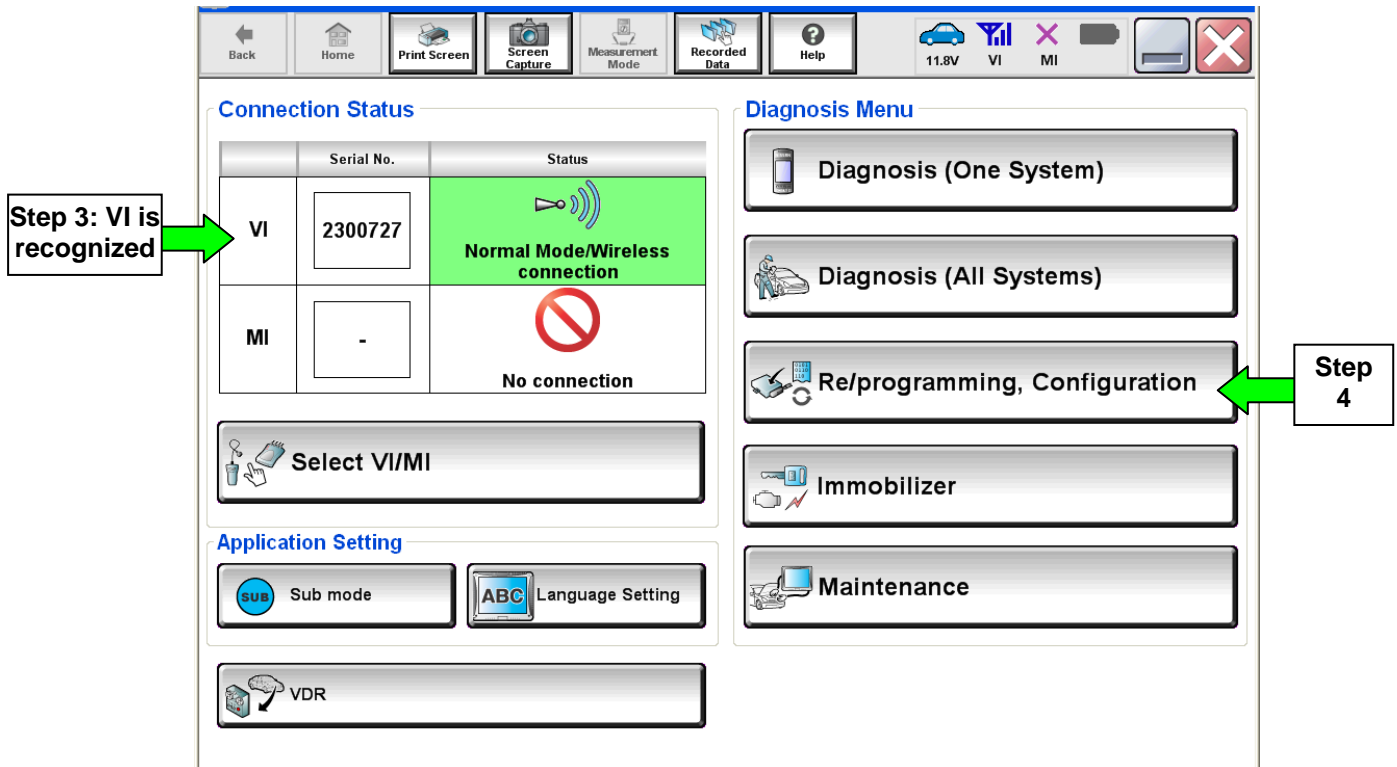 Back
Home
Print Screen
Screen
Capture
Measurement
Mode
Recorded
Data
?
Help
11.8V
VI
MI
Connection Status
Serial No.
Status
Step 3: VI is
recognized
VI
2300727
Normal Mode/Wireless
connection
MI
-
No connection
Select VI/MI
Application Setting
SUB
Sub mode
ABC
Language Setting
VDR
Diagnosis Menu
Diagnosis (One System)
Diagnosis (All Systems)
Re/programming, Configuration
Step
4
Immobilizer
Maintenance